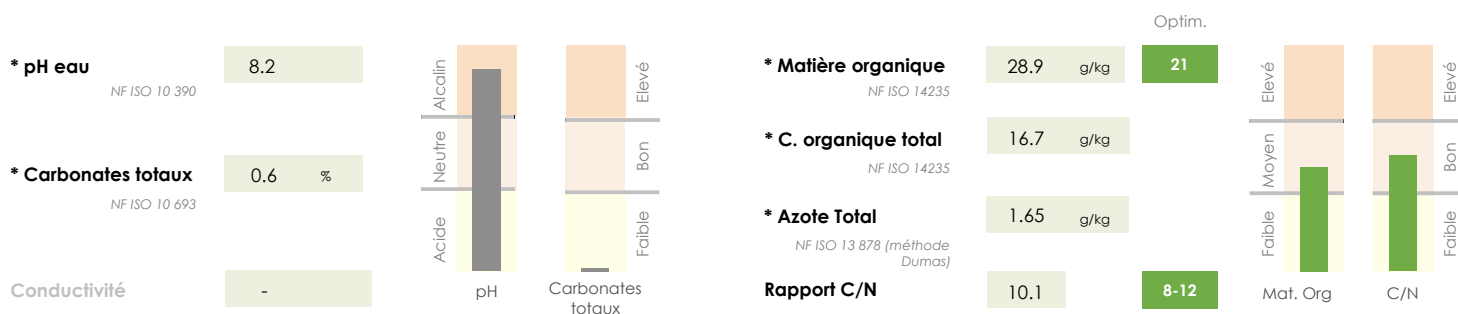 Optim.
* pH eau 8.2
NF ISO 10 390
* Carbonates totaux 0.6 %
NF ISO 10 693
Conductivité -
Alcalin
Neutre
Acide
Elevé
Bon
Faible
pH
Carbonates
totaux
* Matière organique 28.9 g/kg 21
NF ISO 14235
* C. organique total 16.7 g/kg
NF ISO 14235
* Azote Total 1.65 g/kg
NF ISO 13 878 (méthode
Dumas)
Rapport C/N 10.1 8-12
Elevé
Moyen
Faible
Elevé
Bon
Faible
Mat. Org
C/N